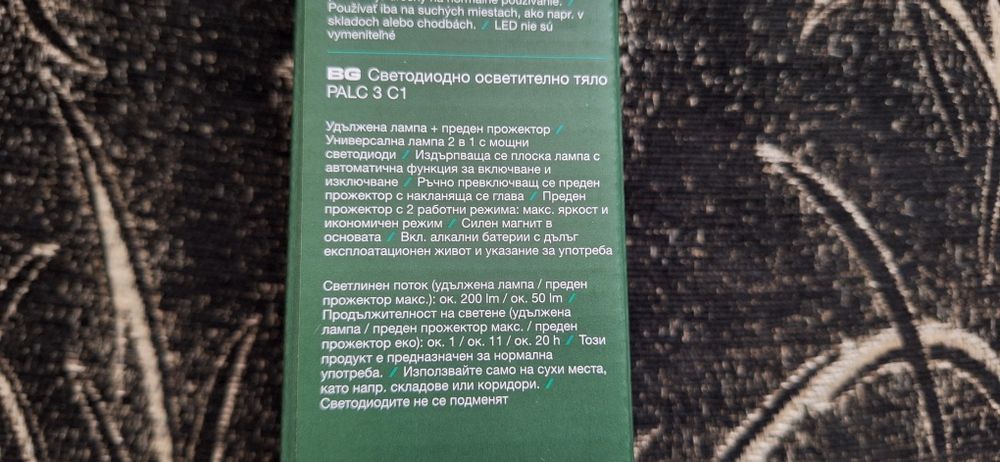 na normálne používanie. /
Používať iba na suchých miestach, ako napr. v
skladoch alebo chodbách. / LED nie sú
vymeniteľné
BG Светодиодно осветително тяло
PALC 3 C1
Удължена лампа + преден прожектор /
Универсална лампа 2 в 1 с мощни
светодиоди / Издърпваща се плоска лампа с
автоматична функция за включване и
изключване / Ръчно превключващ се преден
прожектор с накланяща се глава / Преден
прожектор с 2 работни режима: макс. яркост и
икономичен режим / Силен магнит в
основата / Вкл. алкални батерии с дълъг
експлоатационен живот и указание за употреба
Светлинен поток (удължена лампа / преден
прожектор макс.): ок. 200 lm / ок. 50 lm /
Продължителност на светене (удължена
лампа / преден прожектор макс. / преден
прожектор еко): ок. 1 / ок. 11 / ок. 20 h / Този
продукт е предназначен за нормална
употреба. / Използвайте само на сухи места,
като напр. складове или коридори. /
Светодиодите не се подменят